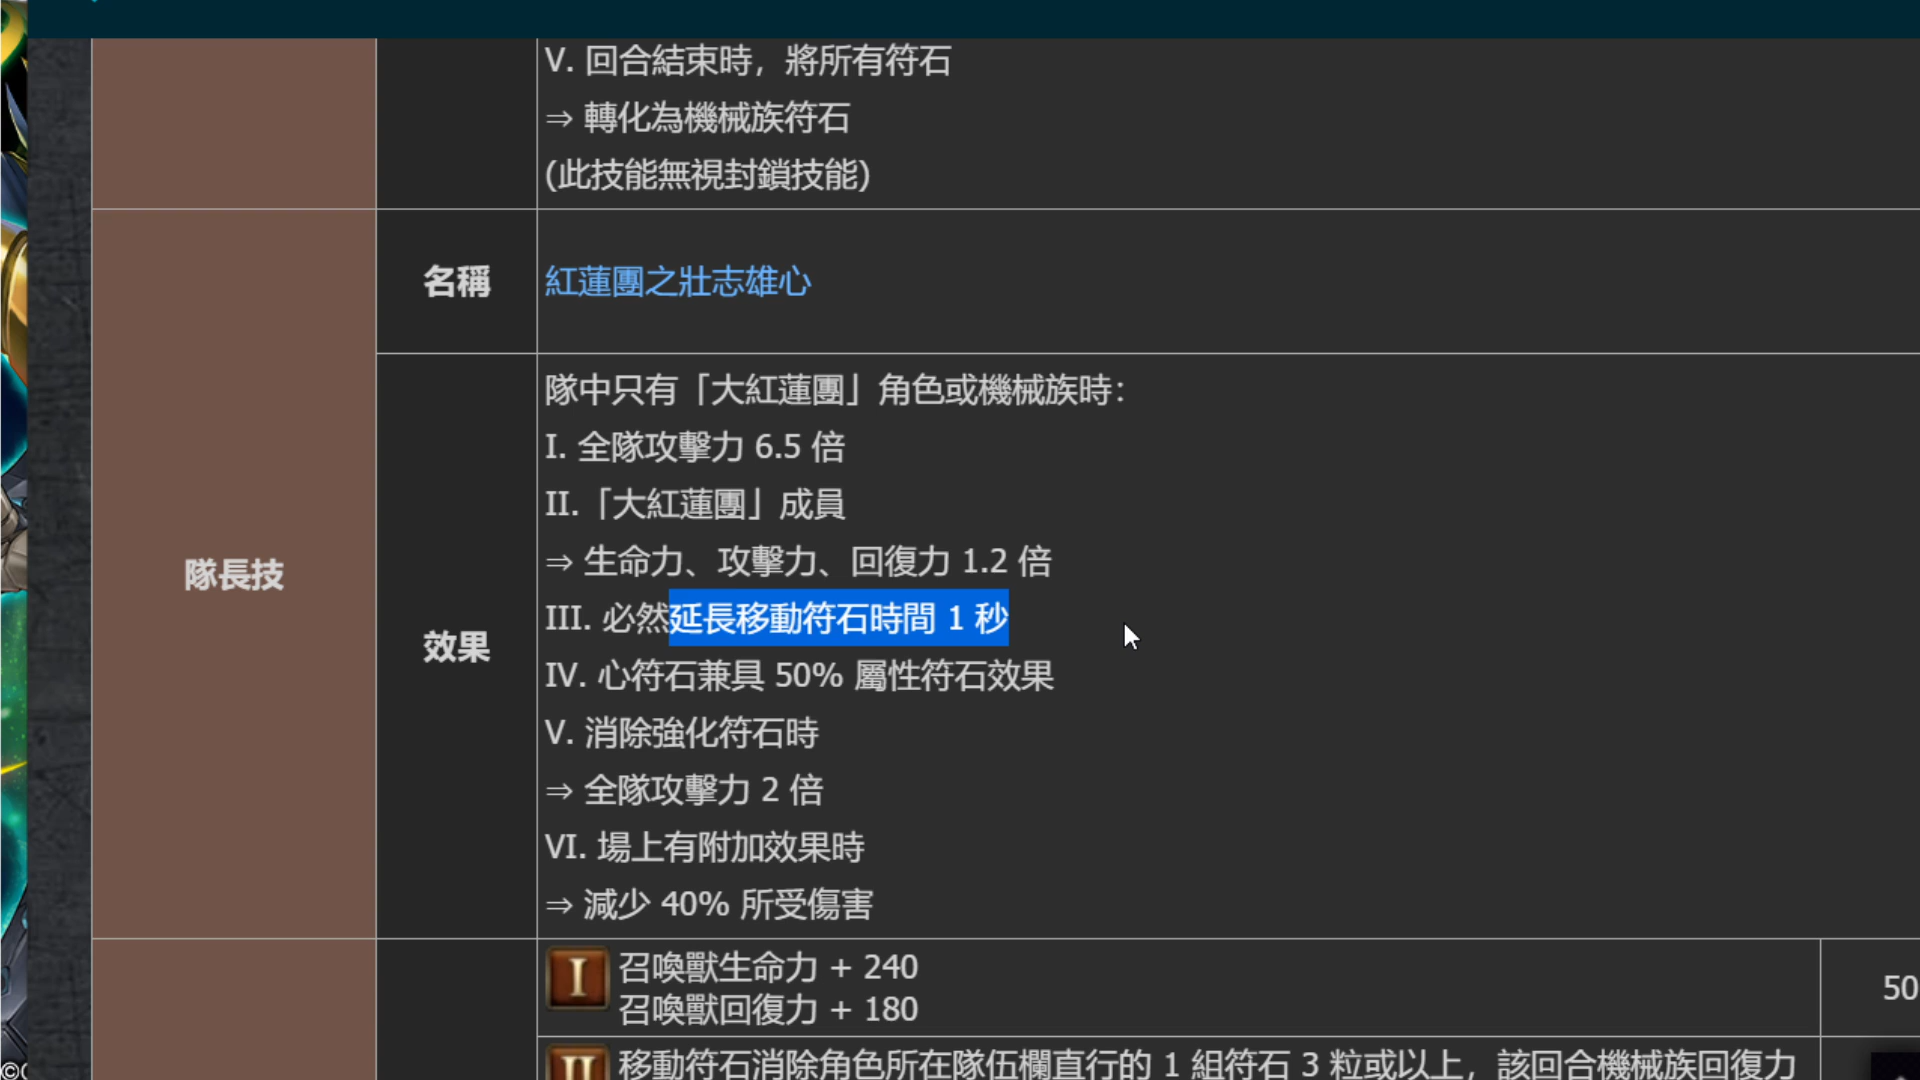 V. 回合結束時，將所有符石
⇒ 轉化為機械族符石
(此技能無視封鎖技能)
隊長技
名稱
紅蓮團之壯志雄心
效果
隊中只有「大紅蓮團」角色或機械族時：
I. 全隊攻擊力 6.5 倍
II.「大紅蓮團」成員
⇒ 生命力、攻擊力、回復力 1.2 倍
III. 必然延長移動符石時間 1 秒
IV. 心符石兼具 50% 屬性符石效果
V. 消除強化符石時
⇒ 全隊攻擊力 2 倍
VI. 場上有附加效果時
⇒ 減少 40% 所受傷害
I 召喚獸生命力 + 240
召喚獸回復力 + 180
50
II 移動符石消除角色所在隊伍欄直行的 1 組符石 3 粒或以上，該回合機械族回復力
©